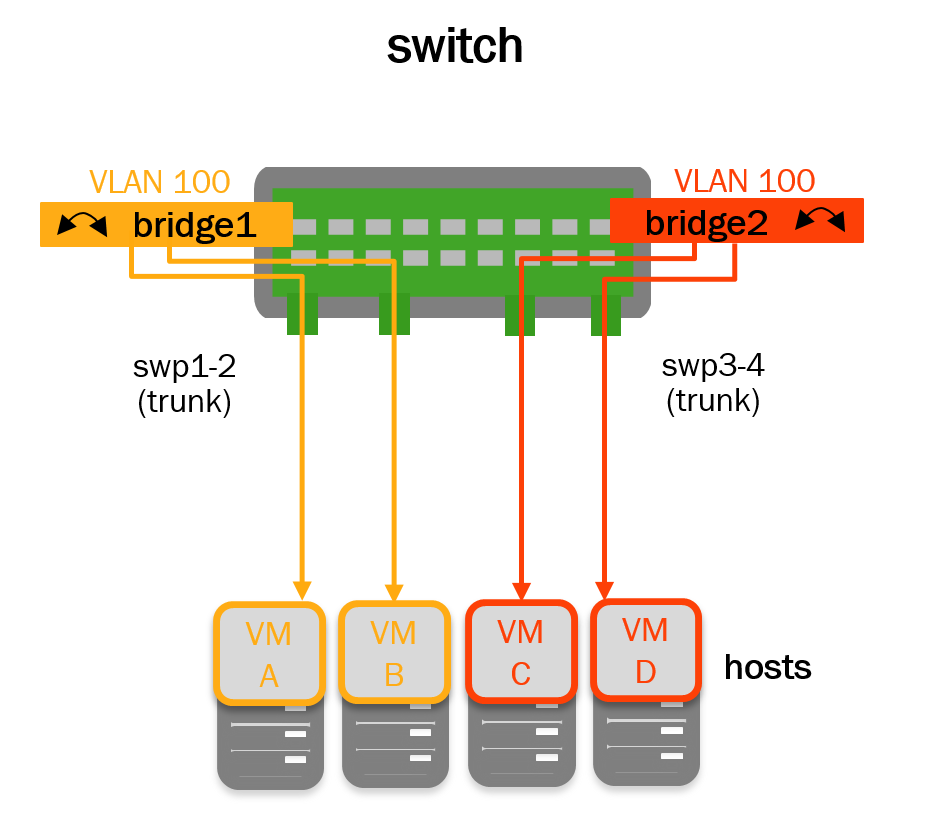 switch
VLAN 100
VLAN 100
bridge1
bridge2
swp1-2
(trunk)
swp3-4
(trunk)
VM
A
VM
B
VM
C
VM
D
hosts